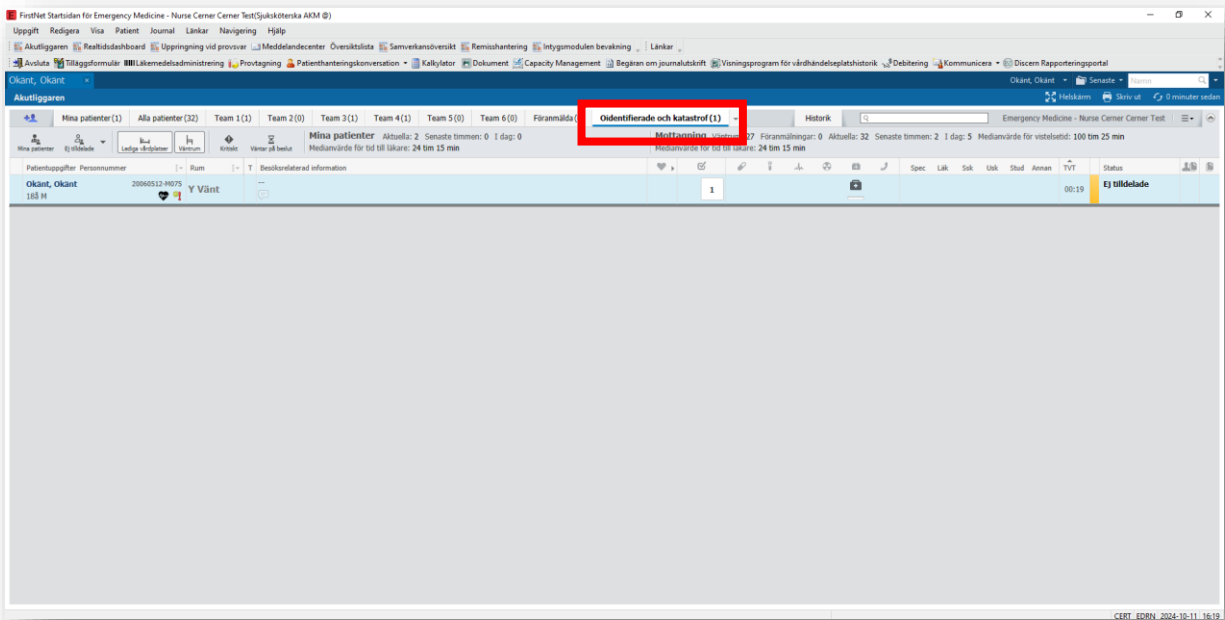 FirstNet Startsidan för Emergency Medicine - Nurse Cerner Cerner Test(Sjuksköterska AKM @)
Uppgift Redigera Visa Patient Journal Länkar Navigering Hjälp
Akutliggaren Realtidsdashboard Uppringning vid provsvar Meddelandecenter Översiktslista Samverkansöversikt Remisshantering Intygsmodulen bevakning Länkar
Avsluta Tilläggsformulär Läkemedelsadministrering Provtagning Patienthanteringskonversation Kalkylator Dokument Capacity Management Begäran om journalutskrift Visningsprogram för vårdhändelseplatshistorik Debitering Kommunicera Discern Rapporteringsportal
Okänt, Okänt × Okänt, Okänt Senaste Namn
Akutliggaren Helskärm Skriv ut 0 minuter sedan
Mina patienter (1) Alla patienter (32) Team 1 (1) Team 2 (0) Team 3 (1) Team 4 (1) Team 5 (0) Team 6 (0) Föranmälda ( Oidentifierade och katastrof (1) Historik Emergency Medicine - Nurse Cerner Cerner Test
Mina patienter Ej tilldelade Lediga vårdplatser Väntrum Kritiskt Väntar på beslut
Mina patienter Aktuella: 2 Senaste timmen: 0 I dag: 0
Medianvärde för tid till läkare: 24 tim 15 min
Mottagning Väntrum: 27 Föranmälningar: 0 Aktuella: 32 Senaste timmen: 2 I dag: 5 Medianvärde för vistelsetid: 100 tim 25 min
Medianvärde för tid till läkare: 24 tim 15 min
Patientuppgifter Personnummer Rum T Besöksrelaterad information Spec Läk Ssk Usk Stud Annan TVT Status
Okänt, Okänt 20060512-M075 Y Vänt -- 1 00:19 Ej tilldelade
18å M
CERT EDRN 2024-10-11 16:19